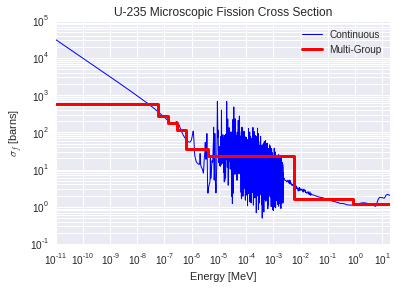 U-235 Microscopic Fission Cross Section
Continuous
Multi-Group
σf [barns]
10^5
10^4
10^3
10^2
10^1
10^0
10^-1
10^-11 10^-10 10^-9 10^-8 10^-7 10^-6 10^-5 10^-4 10^-3 10^-2 10^-1 10^0 10^1
Energy [MeV]